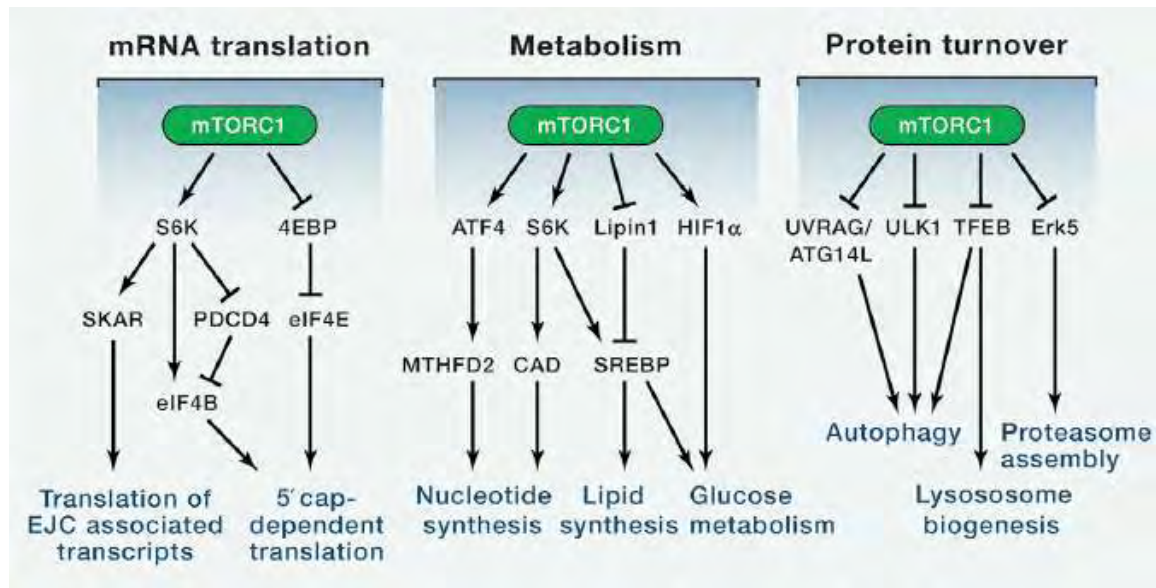 mRNA translation
mTORC1
S6K
4EBP
SKAR
PDCD4
eIF4E
eIF4B
Translation of
EJC associated
transcripts
5′ cap-
dependent
translation
Metabolism
mTORC1
ATF4
S6K
Lipin1
HIF1α
MTHFD2
CAD
SREBP
Nucleotide
synthesis
Lipid
synthesis
Glucose
metabolism
Protein turnover
mTORC1
UVRAG/
ATG14L
ULK1
TFEB
Erk5
Autophagy
Proteasome
assembly
Lysososome
biogenesis